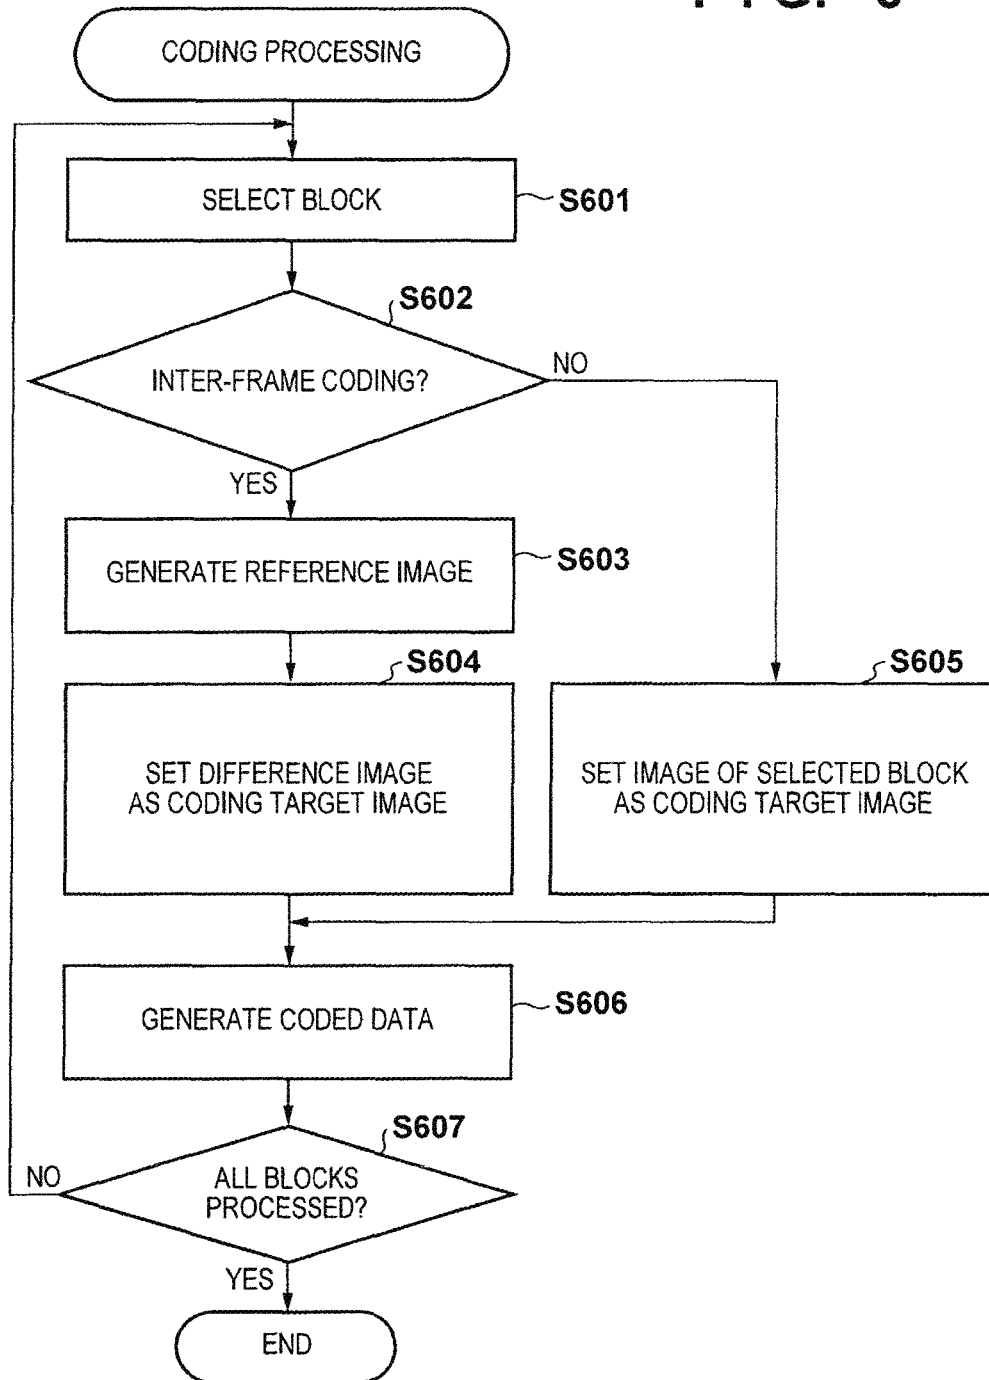 CODING PROCESSING
SELECT BLOCK
S601
S602
INTER-FRAME CODING?
NO
YES
GENERATE REFERENCE IMAGE
S603
S604
SET DIFFERENCE IMAGE
AS CODING TARGET IMAGE
S605
SET IMAGE OF SELECTED BLOCK
AS CODING TARGET IMAGE
GENERATE CODED DATA
S606
S607
ALL BLOCKS
PROCESSED?
NO
YES
END